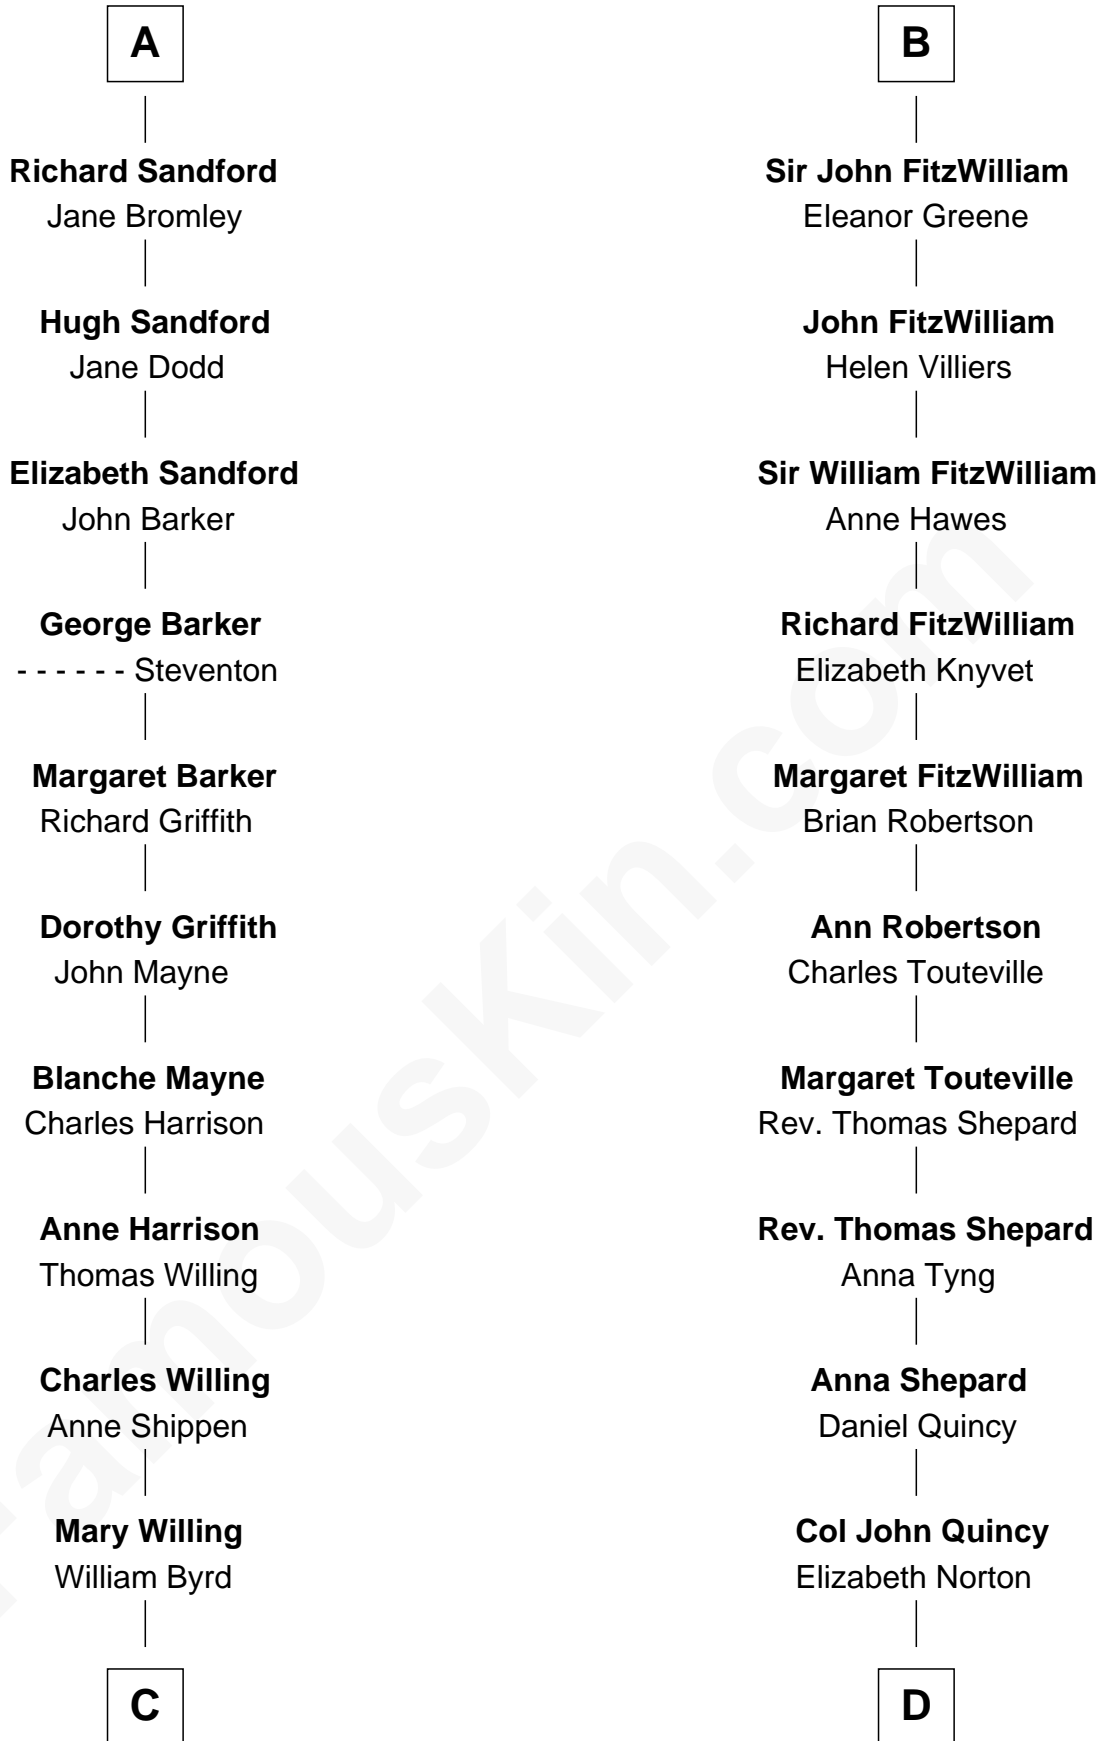 A
Richard Sandford
Jane Bromley
Hugh Sandford
Jane Dodd
Elizabeth Sandford
John Barker
George Barker
- - - - - - Steventon
Margaret Barker
Richard Griffith
Dorothy Griffith
John Mayne
Blanche Mayne
Charles Harrison
Anne Harrison
Thomas Willing
Charles Willing
Anne Shippen
Mary Willing
William Byrd
C
B
Sir John FitzWilliam
Eleanor Greene
John FitzWilliam
Helen Villiers
Sir William FitzWilliam
Anne Hawes
Richard FitzWilliam
Elizabeth Knyvet
Margaret FitzWilliam
Brian Robertson
Ann Robertson
Charles Touteville
Margaret Touteville
Rev. Thomas Shepard
Rev. Thomas Shepard
Anna Tyng
Anna Shepard
Daniel Quincy
Col John Quincy
Elizabeth Norton
D
FamousKin.com